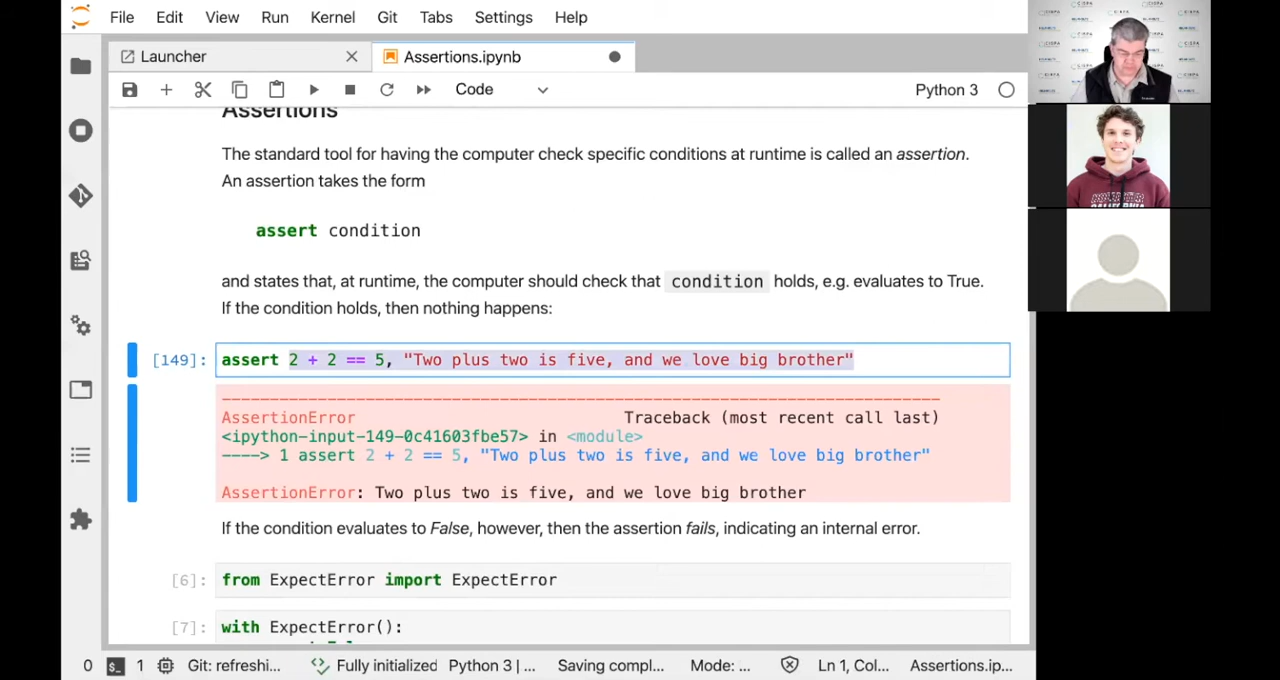 File Edit View Run Kernel Git Tabs Settings Help
Launcher
Assertions.ipynb
Code
Python 3
Assertions
The standard tool for having the computer check specific conditions at runtime is called an assertion.
An assertion takes the form
assert condition
and states that, at runtime, the computer should check that condition holds, e.g. evaluates to True.
If the condition holds, then nothing happens:
[149]: assert 2 + 2 == 5, "Two plus two is five, and we love big brother"
AssertionError Traceback (most recent call last)
<ipython-input-149-0c41603fbe57> in <module>
----> 1 assert 2 + 2 == 5, "Two plus two is five, and we love big brother"
AssertionError: Two plus two is five, and we love big brother
If the condition evaluates to False, however, then the assertion fails, indicating an internal error.
[6]: from ExpectError import ExpectError
[7]: with ExpectError():
0 $_ 1 Git: refreshi... Fully initialized Python 3 | ... Saving compl... Mode: ... Ln 1, Col... Assertions.ip...
CISPA
CALIFORNIA